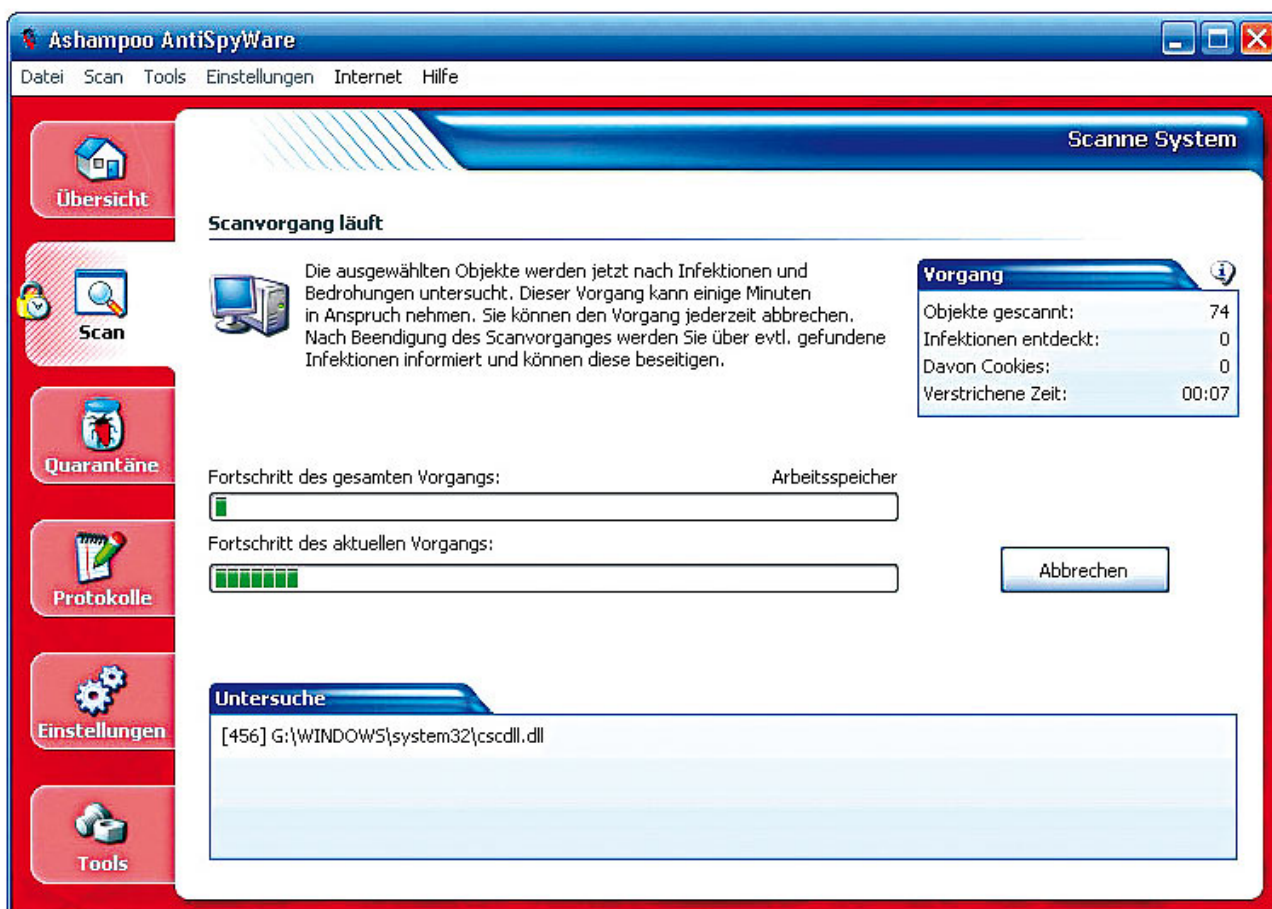 Ashampoo AntiSpyWare
Datei Scan Tools Einstellungen Internet Hilfe
Übersicht
Scan
Quarantäne
Protokolle
Einstellungen
Tools
Scanne System
Scanvorgang läuft
Die ausgewählten Objekte werden jetzt nach Infektionen und
Bedrohungen untersucht. Dieser Vorgang kann einige Minuten
in Anspruch nehmen. Sie können den Vorgang jederzeit abbrechen.
Nach Beendigung des Scanvorganges werden Sie über evtl. gefundene
Infektionen informiert und können diese beseitigen.
Vorgang
Objekte gescannt: 74
Infektionen entdeckt: 0
Davon Cookies: 0
Verstrichene Zeit: 00:07
Fortschritt des gesamten Vorgangs: Arbeitsspeicher
Fortschritt des aktuellen Vorgangs:
Abbrechen
Untersuche
[456] G:\WINDOWS\system32\cscdll.dll